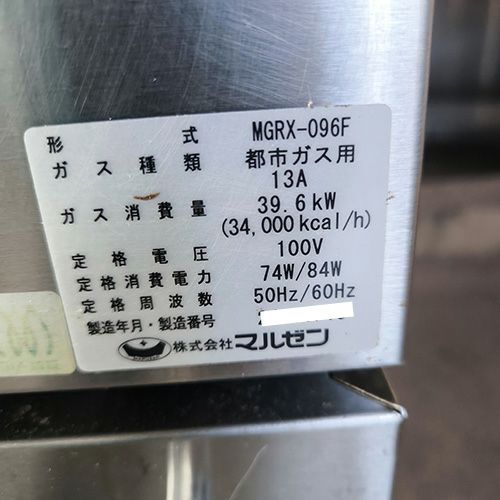 形式 MGRX-096F
ガス種類 都市ガス用
13A
ガス消費量 39.6kW
(34,000kcal/h)
定格電圧 100V
定格消費電力 74W/84W
定格周波数 50Hz/60Hz
製造年月・製造番号
株式会社マルゼン